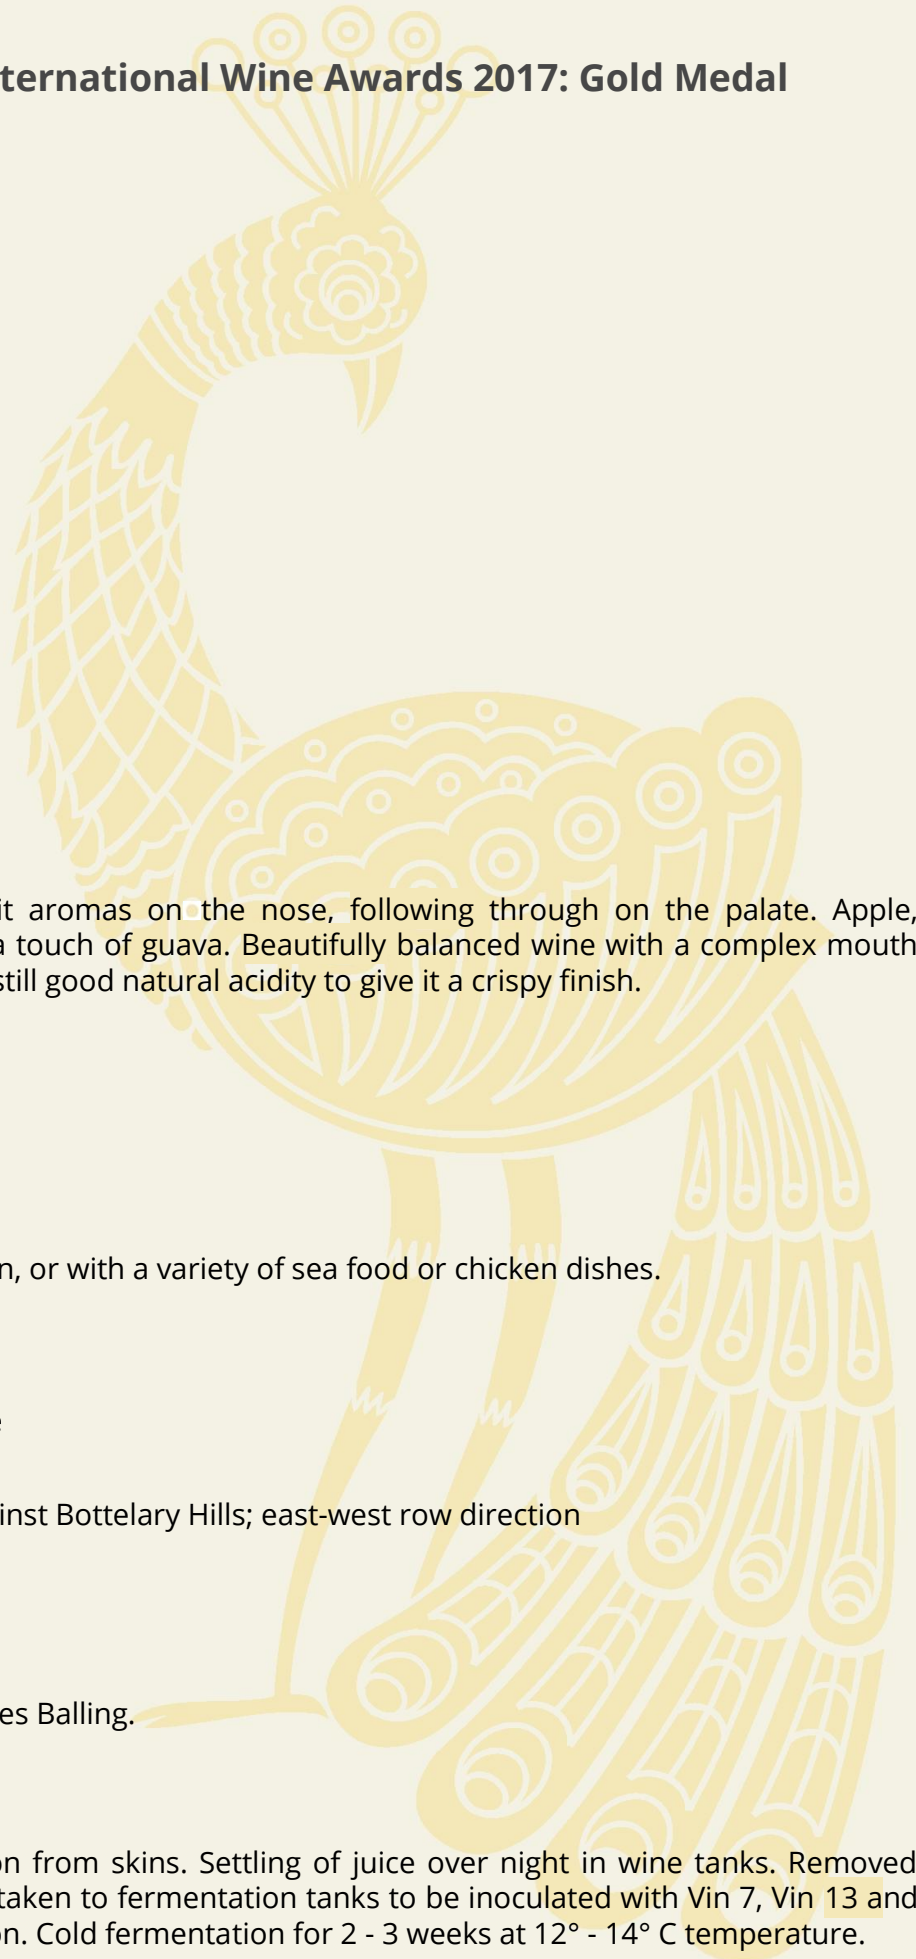 ternational Wine Awards 2017: Gold Medal
it aromas on the nose, following through on the palate. Apple,
a touch of guava. Beautifully balanced wine with a complex mouth
still good natural acidity to give it a crispy finish.
n, or with a variety of sea food or chicken dishes.
e
inst Bottelary Hills; east-west row direction
es Balling.
on from skins. Settling of juice over night in wine tanks. Removed
taken to fermentation tanks to be inoculated with Vin 7, Vin 13 and
on. Cold fermentation for 2 - 3 weeks at 12° - 14° C temperature.